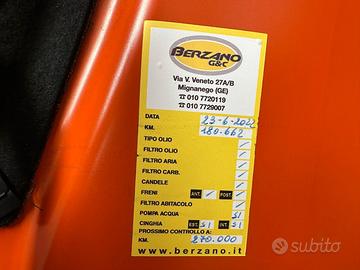 BERZANO
G&C
Via V. Veneto 27A/B
Mignanego (GE)
☎ 010 7720119
☎ 010 7729007
DATA 23-6-2022
KM. 180.662
TIPO OLIO /
FILTRO OLIO /
FILTRO ARIA /
FILTRO CARB. /
CANDELE /
FRENI ANT. / POST. /
FILTRO ABITACOLO /
POMPA ACQUA SI
CINGHIA EST. SI INT. SI
PROSSIMO CONTROLLO A:
KM. 270.000
www.berzano.it
subito